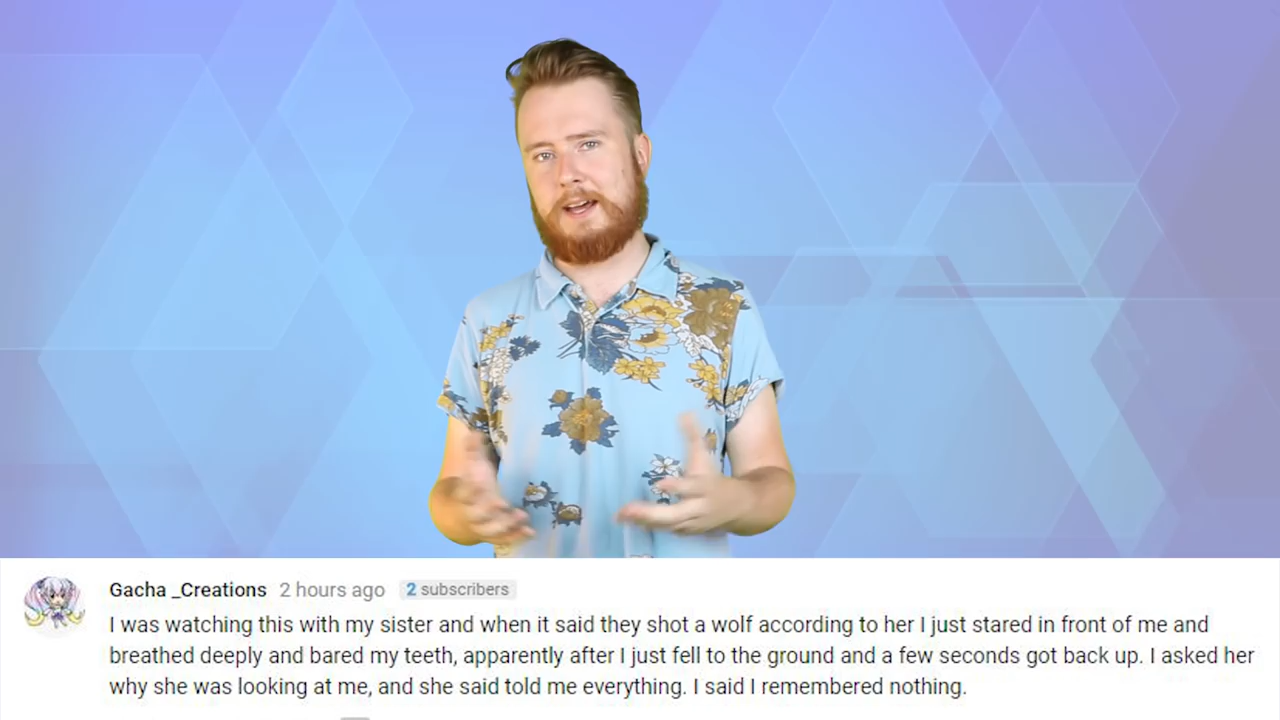 Gacha _Creations 2 hours ago 2 subscribers
I was watching this with my sister and when it said they shot a wolf according to her I just stared in front of me and
breathed deeply and bared my teeth, apparently after I just fell to the ground and a few seconds got back up. I asked her
why she was looking at me, and she said told me everything. I said I remembered nothing.